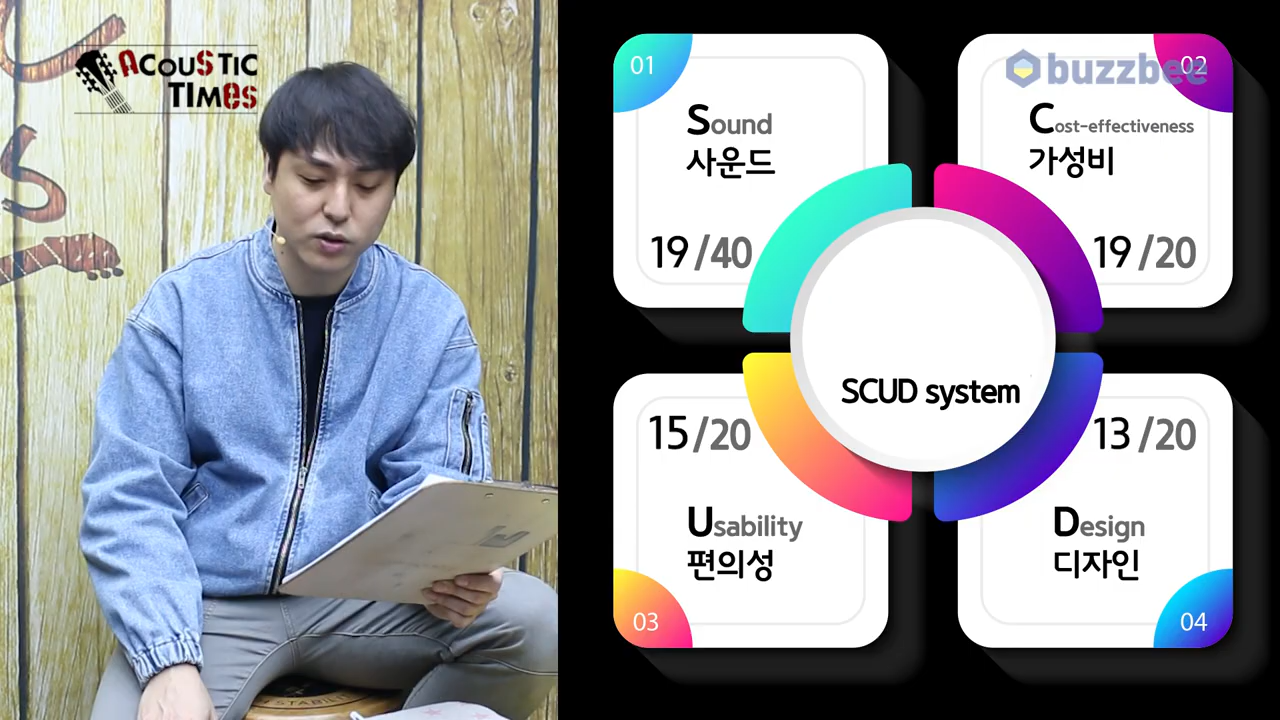 ACOUSTIC
TIMES
01
Sound
사운드
19/40
buzzbee
02
Cost-effectiveness
가성비
19/20
SCUD system
15/20
Usability
편의성
03
13/20
Design
디자인
04
STABILI